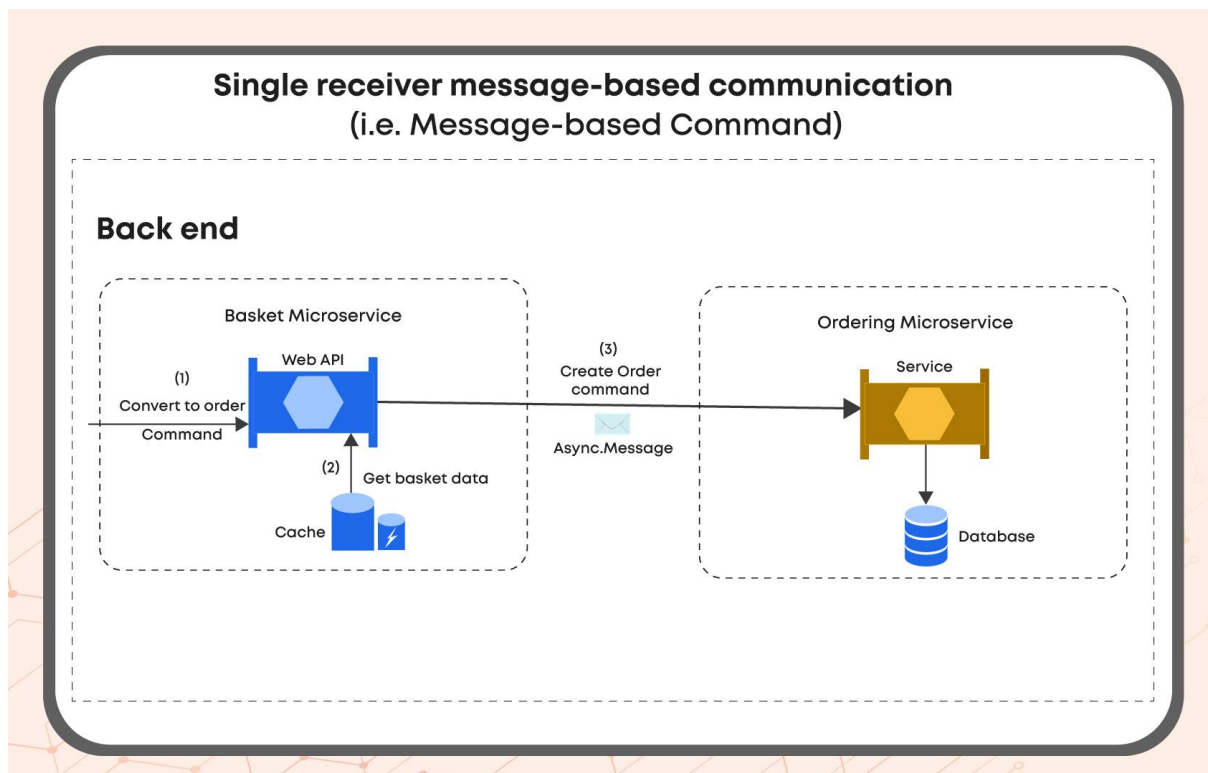 Single receiver message-based communication
(i.e. Message-based Command)
Back end
Basket Microservice
Web API
(1)
Convert to order
Command
(2)
Get basket data
Cache
(3)
Create Order
command
Async.Message
Ordering Microservice
Service
Database